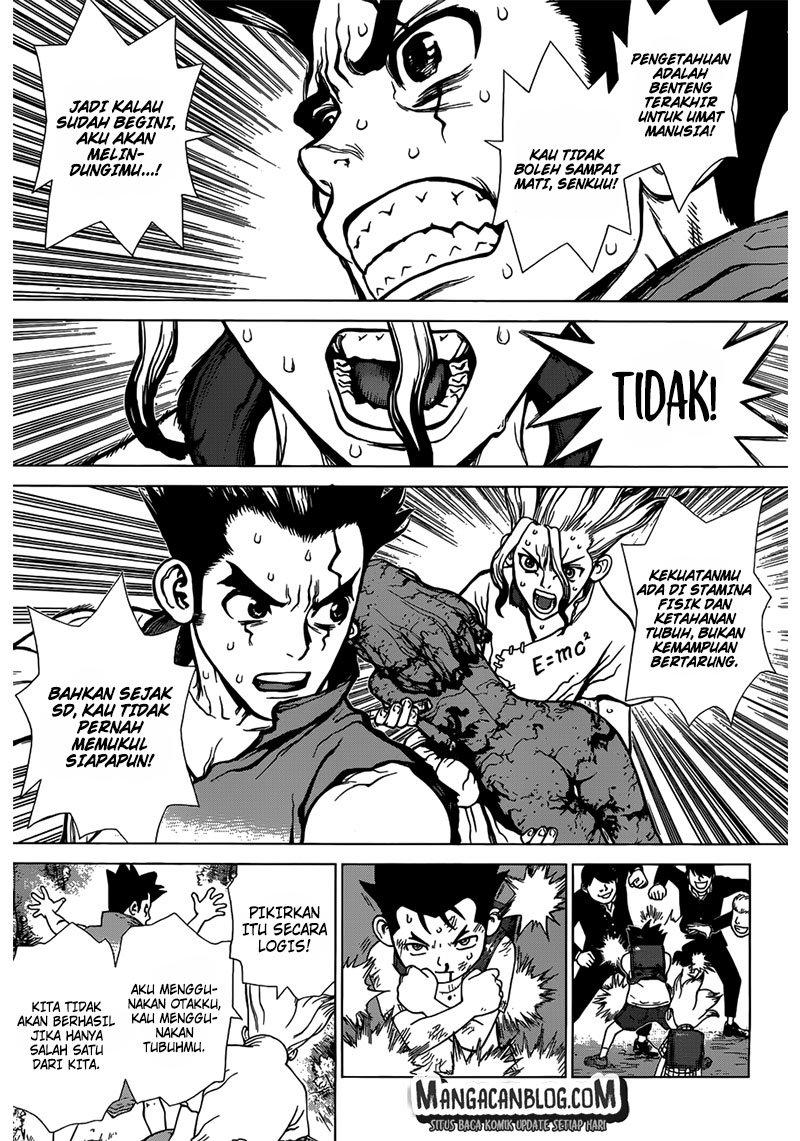 PENGETAHUAN
ADALAH
BENTENG
TERAKHIR
UNTUK UMAT
MANUSIA!
KAU TIDAK
BOLEH SAMPAI
MATI, SENKUU!
JADI KALAU
SUDAH BEGINI,
AKU AKAN
MELIN-
DUNGIMU...!
TIDAK!
KEKUATANMU
ADA DI STAMINA
FISIK DAN
KETAHANAN
TUBUH, BUKAN
KEMAMPUAN
BERTARUNG.
E=mc²
BAHKAN SEJAK
SD, KAU TIDAK
PERNAH
MEMUKUL
SIAPAPUN!
PIKIRKAN
ITU SECARA
LOGIS!
AKU MENGGU-
NAKAN OTAKKU,
KAU MENGGU-
NAKAN
TUBUHMU.
KITA TIDAK
AKAN BERHASIL
JIKA HANYA
SALAH SATU
DARI KITA.
MANGACANBLOG.COM
SITUS BACA KOMIK UPDATE SETIAP HARI